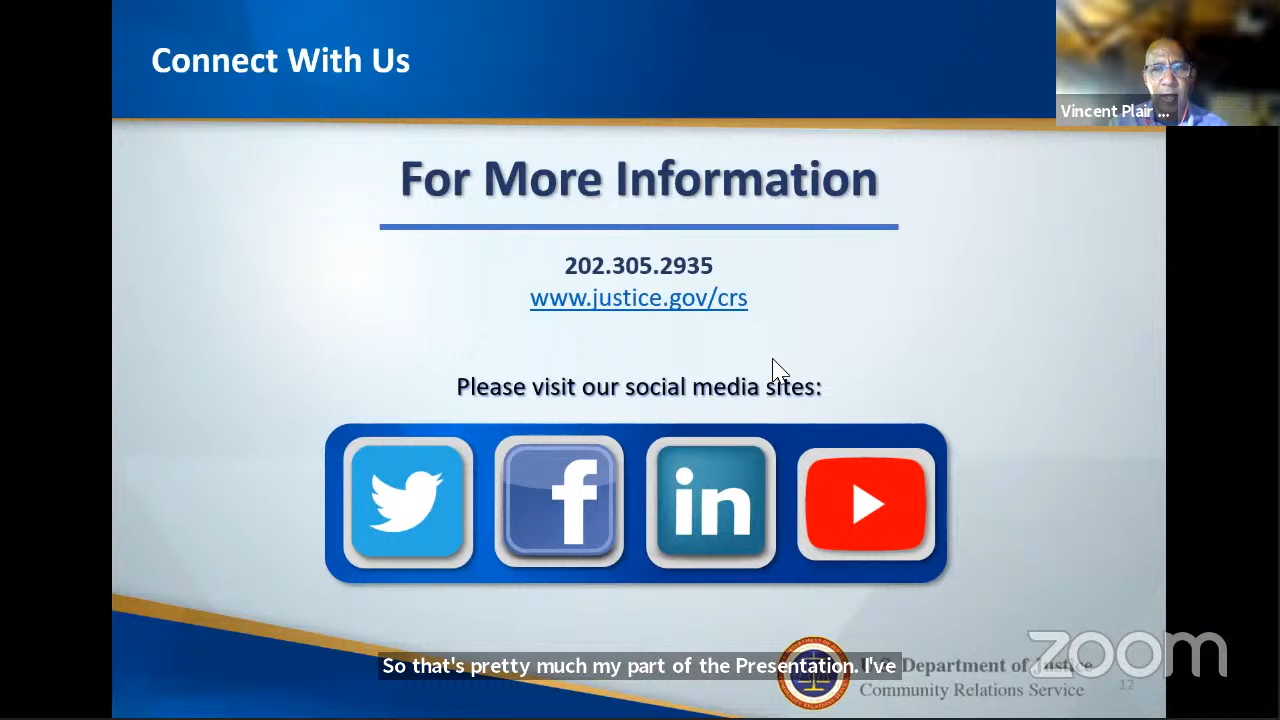 Connect With Us
Vincent Plair ...
For More Information
202.305.2935
www.justice.gov/crs
Please visit our social media sites:
f
in
So that's pretty much my part of the Presentation. I've
U.S. Department of Justice
Community Relations Service
12
zoom